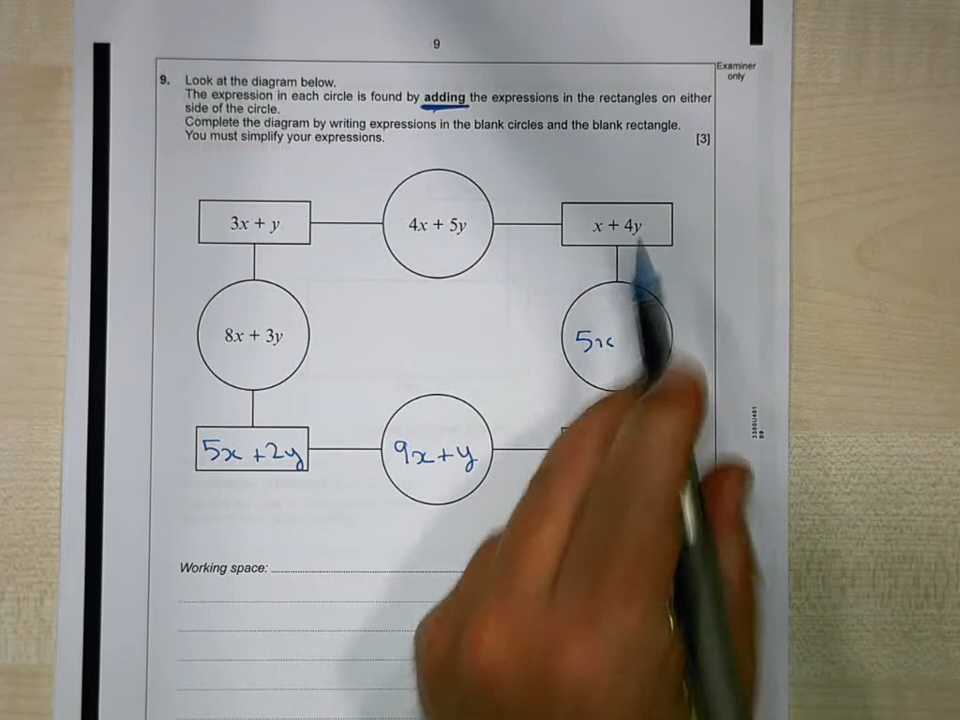 9
Examiner
only
9. Look at the diagram below.
The expression in each circle is found by adding the expressions in the rectangles on either
side of the circle.
Complete the diagram by writing expressions in the blank circles and the blank rectangle.
You must simplify your expressions. [3]
3x + y
4x + 5y
x + 4y
8x + 3y
5x
5x + 2y
9x + y
Working space: